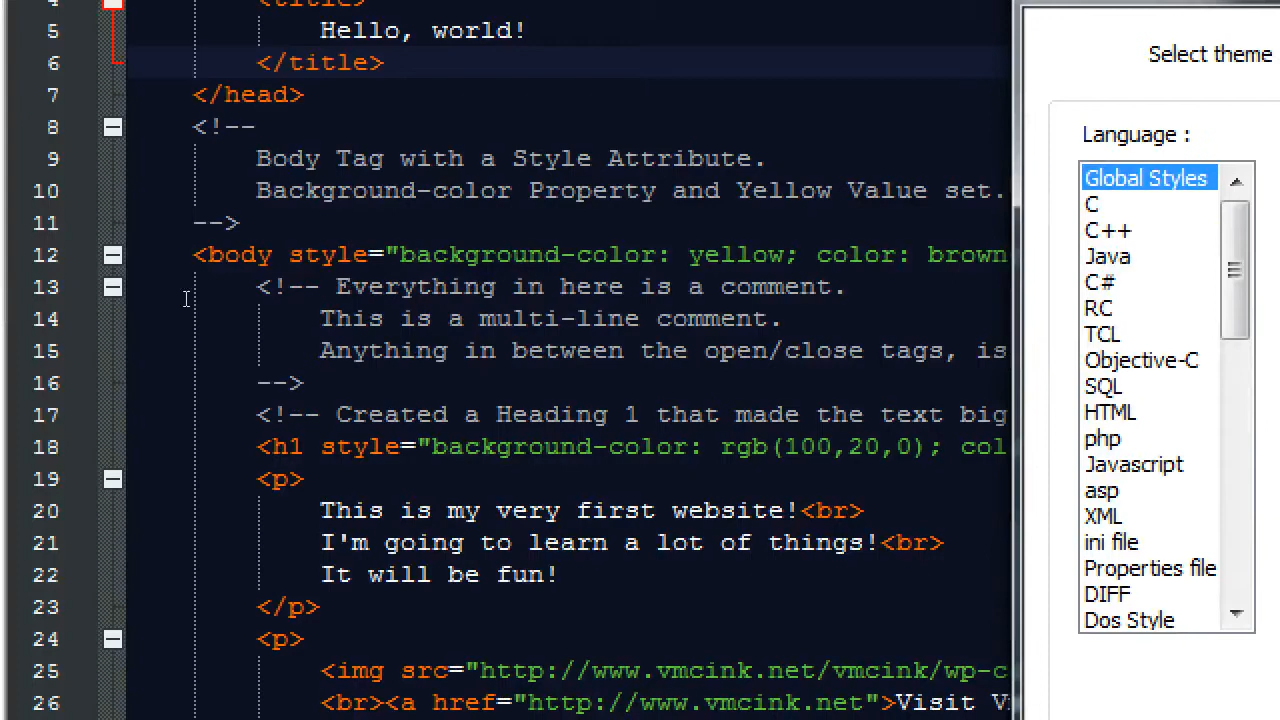 4 <title>
5 Hello, world!
6 </title>
7 </head>
8 <!--
9 Body Tag with a Style Attribute.
10 Background-color Property and Yellow Value set.
11 -->
12 <body style="background-color: yellow; color: brown
13 <!-- Everything in here is a comment.
14 This is a multi-line comment.
15 Anything in between the open/close tags, is
16 -->
17 <!-- Created a Heading 1 that made the text big
18 <h1 style="background-color: rgb(100,20,0); col
19 <p>
20 This is my very first website!<br>
21 I'm going to learn a lot of things!<br>
22 It will be fun!
23 </p>
24 <p>
25 <img src="http://www.vmcink.net/vmcink/wp-c
26 <br><a href="http://www.vmcink.net">Visit V
Select theme
Language :
Global Styles
C
C++
Java
C#
RC
TCL
Objective-C
SQL
HTML
php
Javascript
asp
XML
ini file
Properties file
DIFF
Dos Style